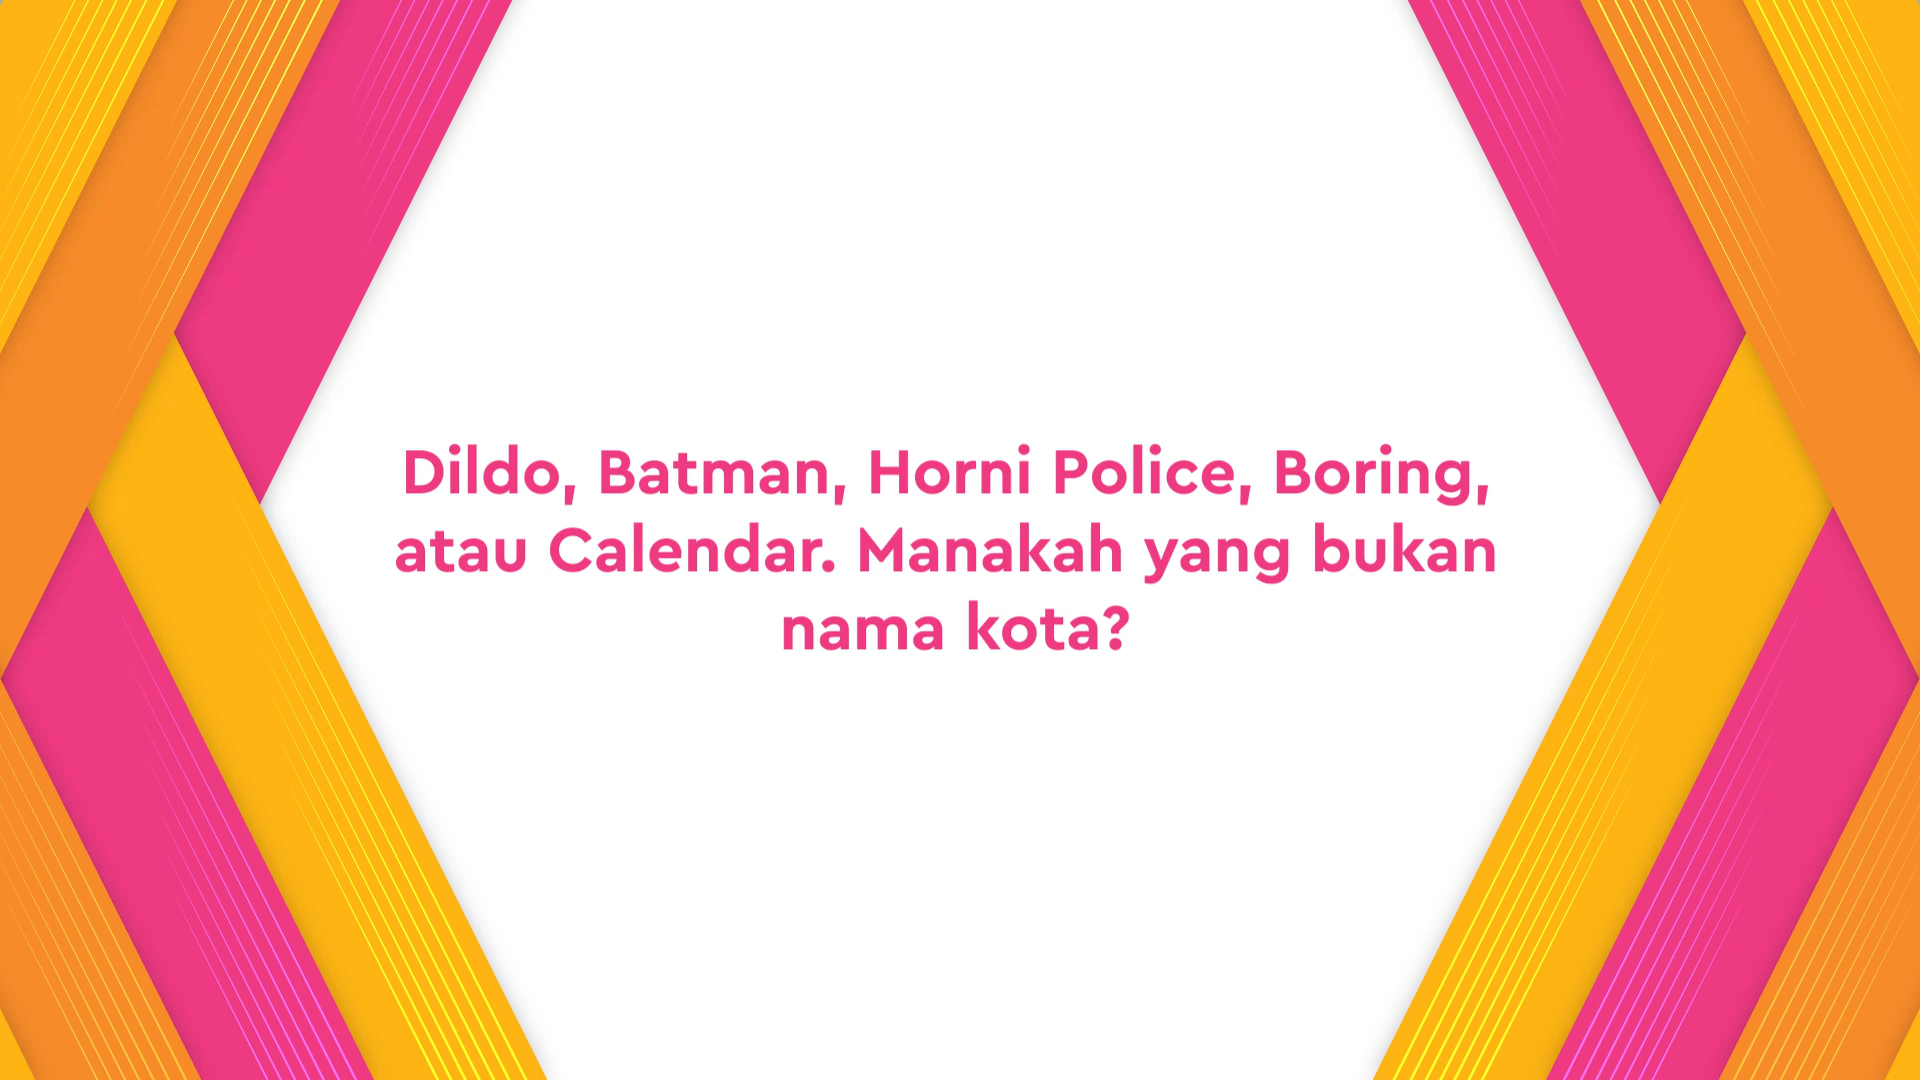 Dildo, Batman, Horni Police, Boring,
atau Calendar. Manakah yang bukan
nama kota?